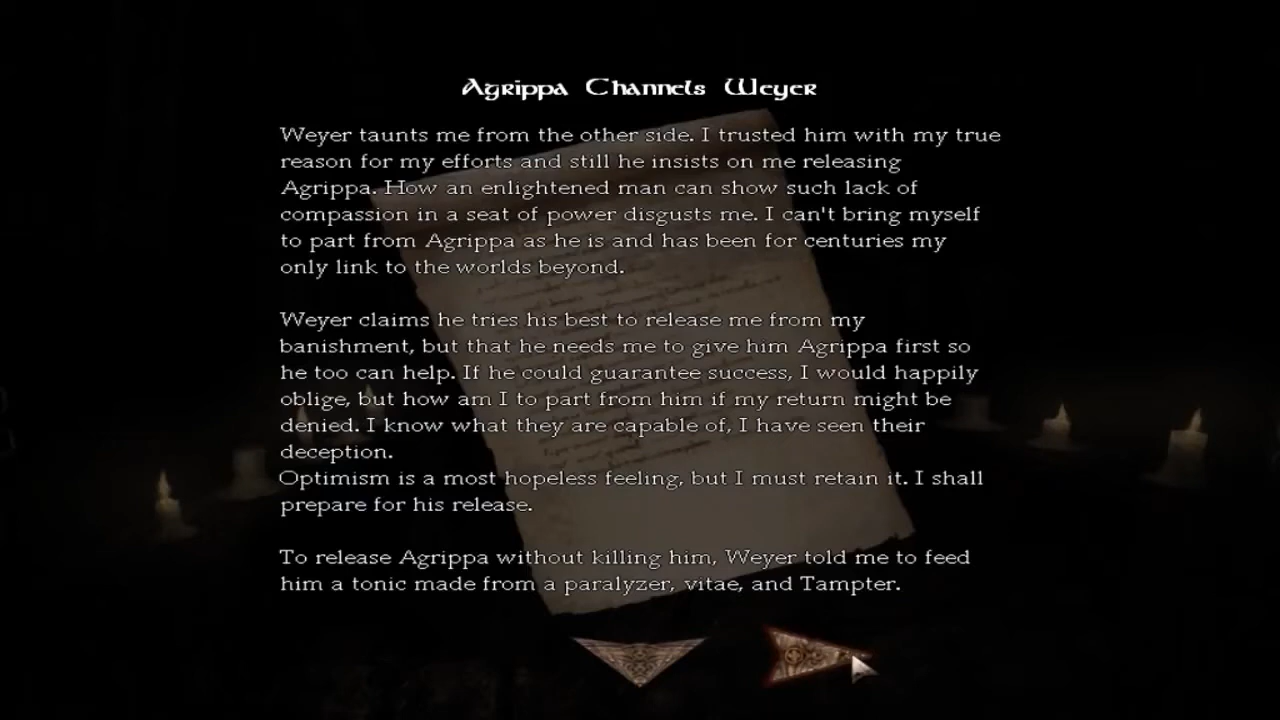 Agrippa Channels Weyer
Weyer taunts me from the other side. I trusted him with my true
reason for my efforts and still he insists on me releasing
Agrippa. How an enlightened man can show such lack of
compassion in a seat of power disgusts me. I can't bring myself
to part from Agrippa as he is and has been for centuries my
only link to the worlds beyond.
Weyer claims he tries his best to release me from my
banishment, but that he needs me to give him Agrippa first so
he too can help. If he could guarantee success, I would happily
oblige, but how am I to part from him if my return might be
denied. I know what they are capable of, I have seen their
deception.
Optimism is a most hopeless feeling, but I must retain it. I shall
prepare for his release.
To release Agrippa without killing him, Weyer told me to feed
him a tonic made from a paralyzer, vitae, and Tampter.